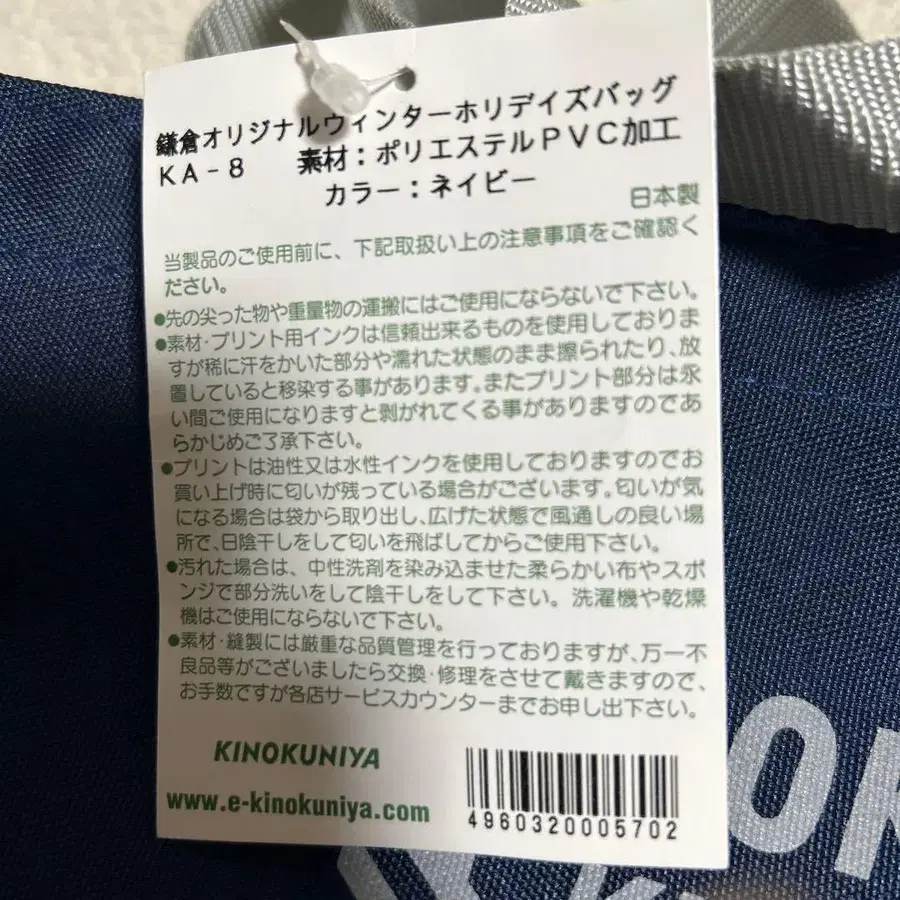 鎌倉オリジナルウィンターホリデイズバッグ
KA-8 素材：ポリエステルPVC加工
カラー：ネイビー
日本製
当製品のご使用前に、下記取扱い上の注意事項をご確認く
ださい。
●先の尖った物や重量物の運搬にはご使用にならないで下さい。
●素材・プリント用インクは信頼出来るものを使用しておりま
すが稀に汗をかいた部分や濡れた状態のまま擦られたり、放
置していると移染する事があります。またプリント部分は永
い間ご使用になりますと剥がれてくる事がありますのであ
らかじめご了承下さい。
●プリントは油性又は水性インクを使用しておりますのでお
買い上げ時に匂いが残っている場合がございます。匂いが気
になる場合は袋から取り出し、広げた状態で風通しの良い場
所で、日陰干しをして匂いを飛ばしてからご使用下さい。
●汚れた場合は、中性洗剤を染み込ませた柔らかい布やスポ
ンジで部分洗いをして陰干しをして下さい。洗濯機や乾燥
機はご使用にならないで下さい。
●素材・縫製には厳重な品質管理を行っておりますが、万一不
良品等がございましたら交換・修理をさせて戴きますので、
お手数ですが各店サービスカウンターまでお申し出下さい。
KINOKUNIYA
www.e-kinokuniya.com
4960320005702